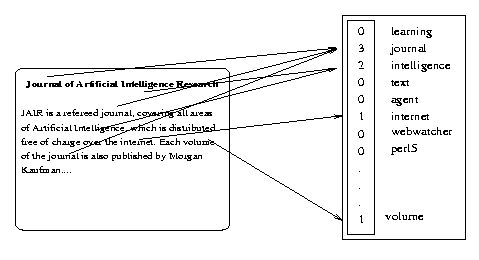 Journal of Artificial Intelligence Research
JAIR is a refereed journal, covering all areas
of Artificial Intelligence, which is distributed
free of charge over the internet. Each volume
of the journal is also published by Morgan
Kaufman....
0 learning
3 journal
2 intelligence
0 text
0 agent
1 internet
0 webwatcher
0 perl5
.
.
.
1 volume